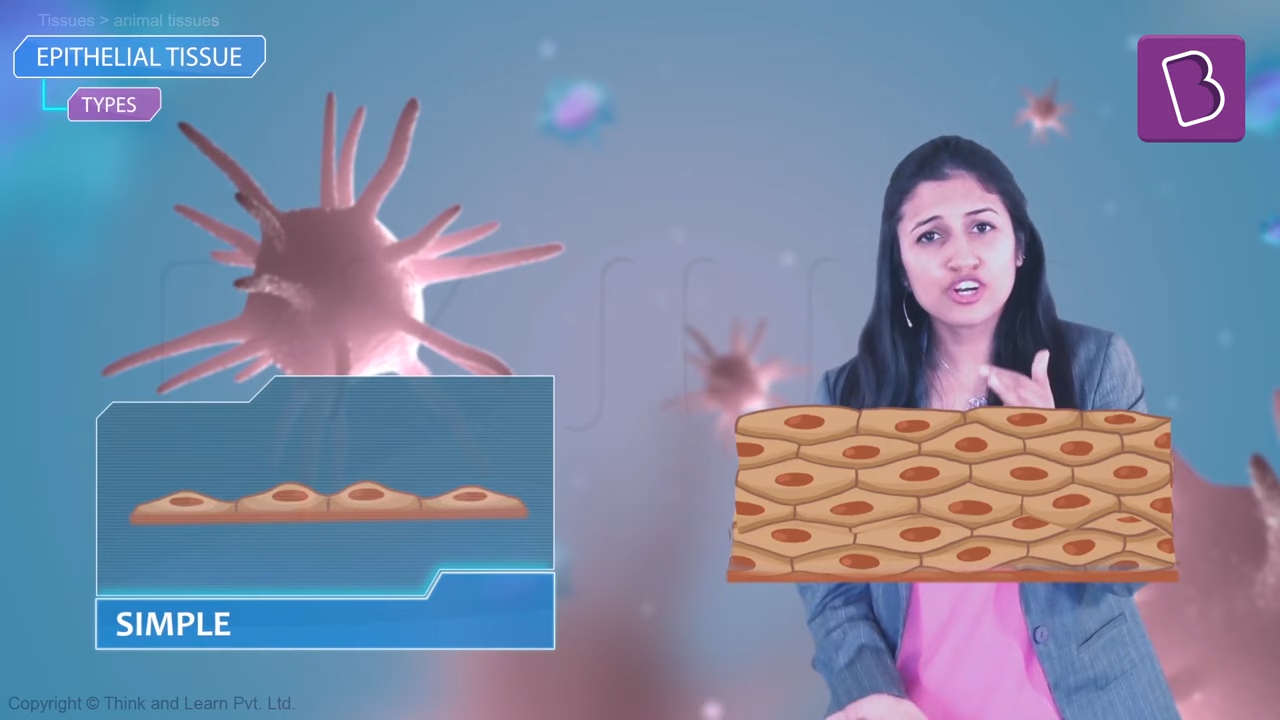 Tissues > animal tissues
EPITHELIAL TISSUE
TYPES
B
SIMPLE
Copyright © Think and Learn Pvt. Ltd.